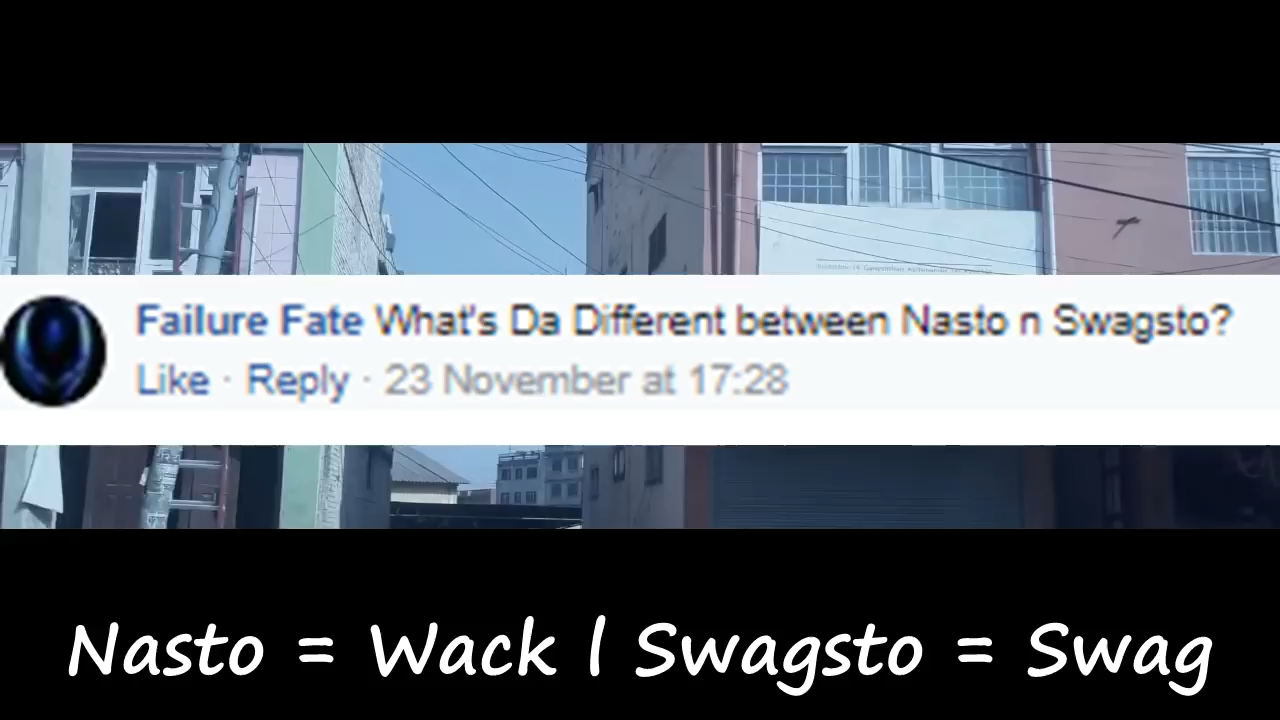 Failure Fate What's Da Different between Nasto n Swagsto?
Like · Reply · 23 November at 17:28
Nasto = Wack | Swagsto = Swag